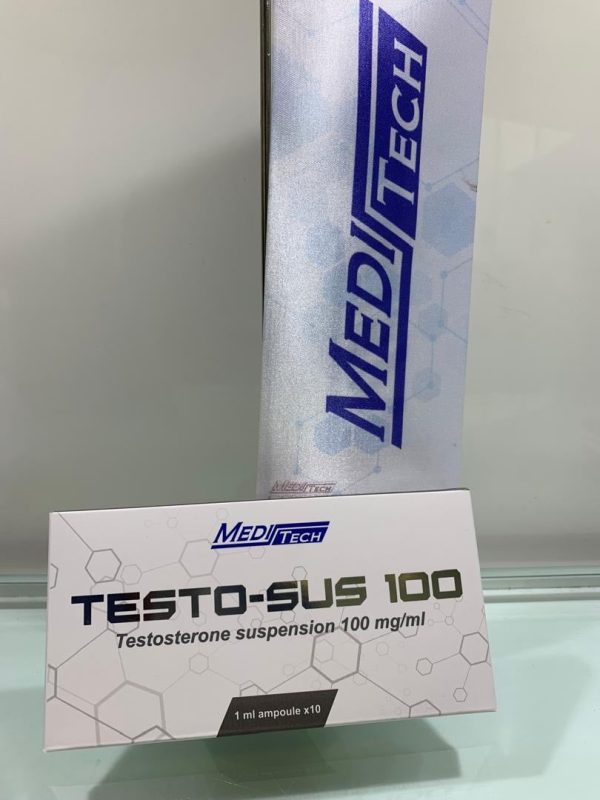 MEDITECH
MEDITECH
MEDITECH
TESTO-SUS 100
Testosterone suspension 100 mg/ml
1 ml ampoule x10